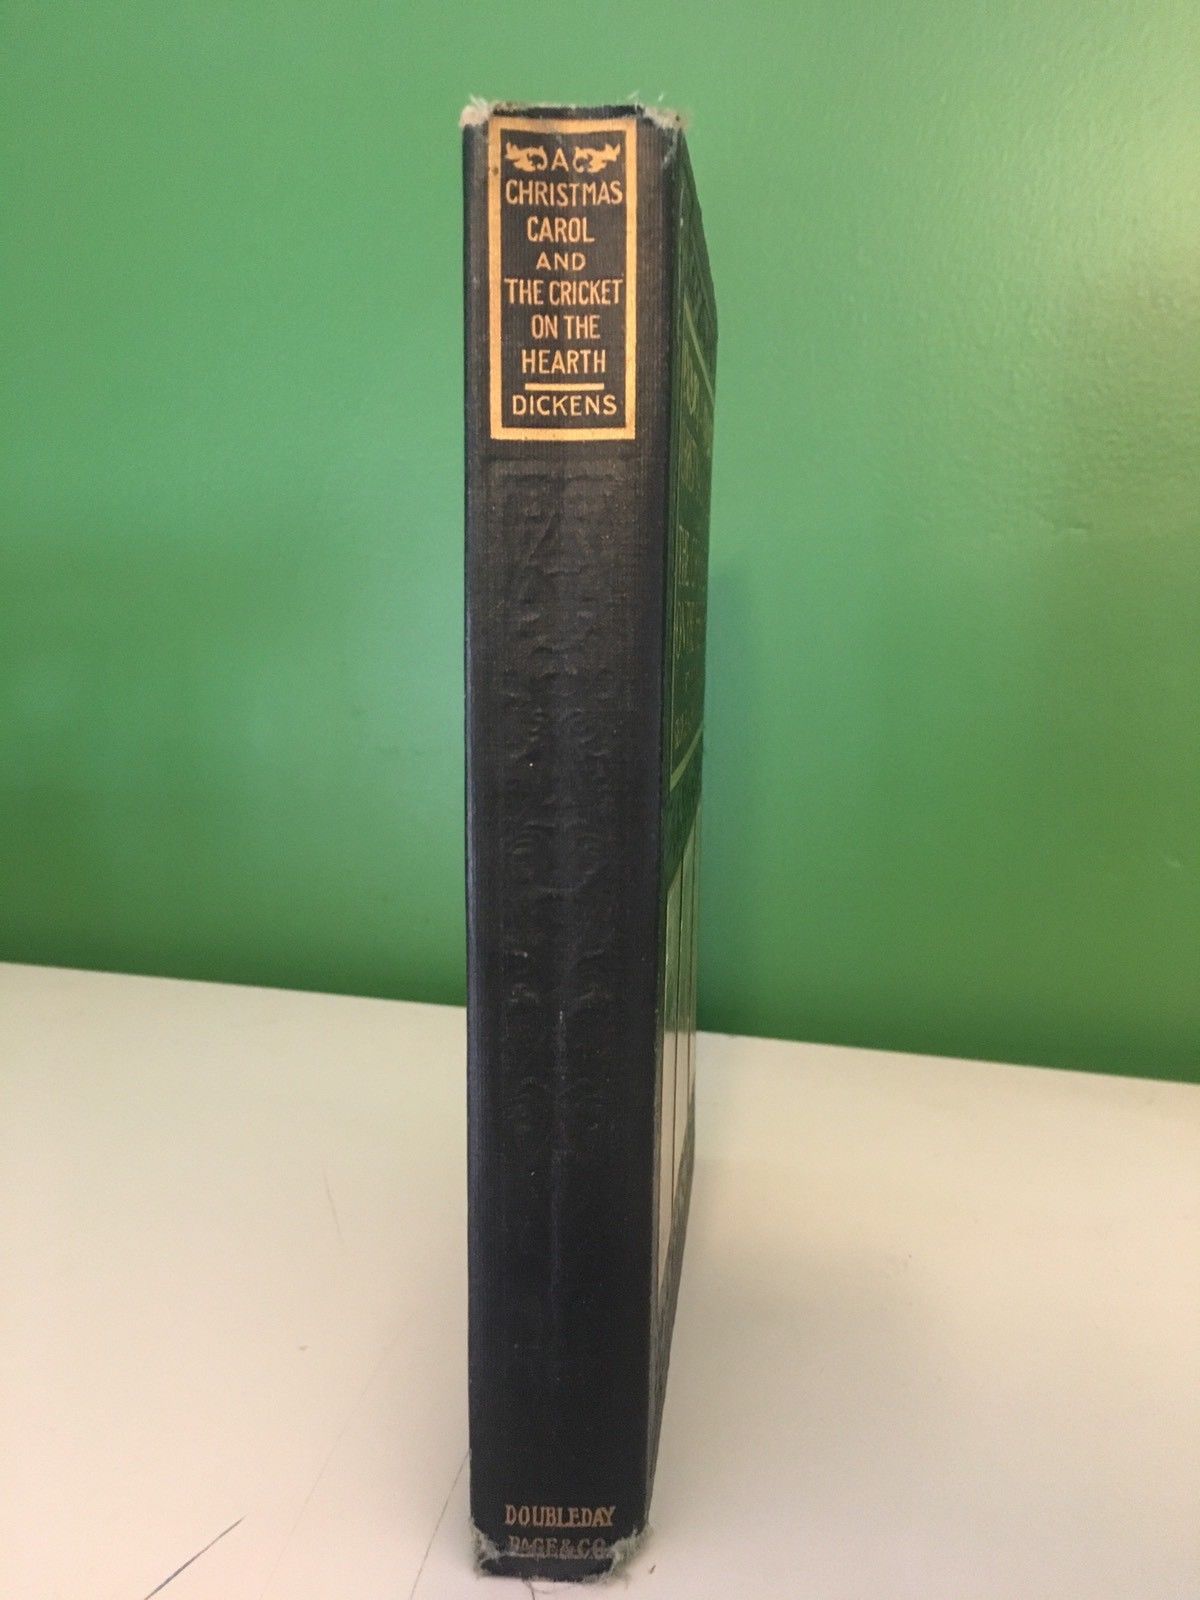 A
CHRISTMAS
CAROL
AND
THE CRICKET
ON THE
HEARTH
DICKENS
DOUBLEDAY
PAGE & CO.